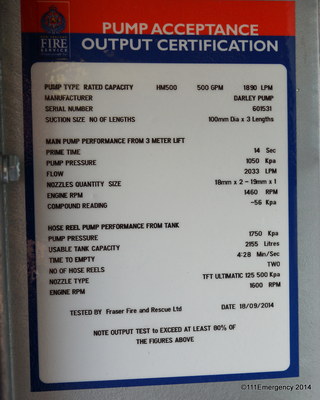 FIRE
SERVICE
PUMP ACCEPTANCE
OUTPUT CERTIFICATION
PUMP TYPE RATED CAPACITY HM500 500 GPM 1890 LPM
MANUFACTURER DARLEY PUMP
SERIAL NUMBER 601531
SUCTION SIZE NO OF LENGTHS 100mm Dia x 3 Lengths
MAIN PUMP PERFORMANCE FROM 3 METER LIFT
PRIME TIME 14 Sec
PUMP PRESSURE 1050 Kpa
FLOW 2033 LPM
NOZZLES QUANTITY SIZE 18mm x 2 - 19mm x 1
ENGINE RPM 1460 RPM
COMPOUND READING -56 Kpa
HOSE REEL PUMP PERFORMANCE FROM TANK
PUMP PRESSURE 1750 Kpa
USABLE TANK CAPACITY 2155 Litres
TIME TO EMPTY 4:28 Min/Sec
NO OF HOSE REELS TWO
NOZZLE TYPE TFT ULTIMATIC 125 500 Kpa
ENGINE RPM 1600 RPM
TESTED BY Fraser Fire and Rescue Ltd DATE 18/09/2014
NOTE OUTPUT TEST to EXCEED AT LEAST 80% OF
THE FIGURES ABOVE
©111Emergency 2014